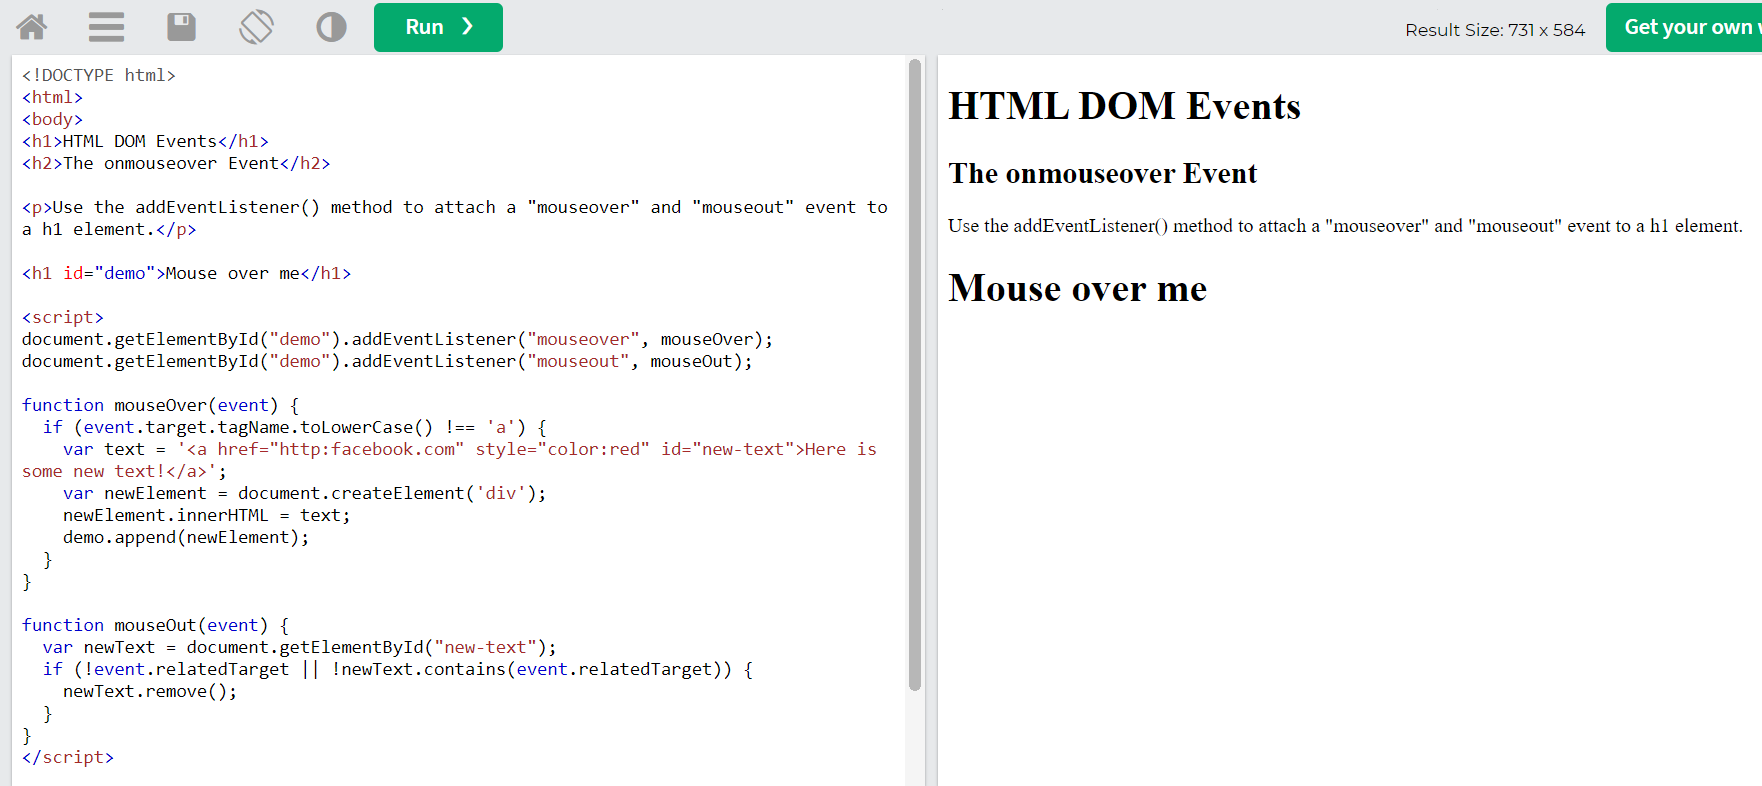 Run ❯
Result Size: 731 x 584
Get your own
<!DOCTYPE html>
<html>
<body>
<h1>HTML DOM Events</h1>
<h2>The onmouseover Event</h2>
<p>Use the addEventListener() method to attach a "mouseover" and "mouseout" event to
a h1 element.</p>
<h1 id="demo">Mouse over me</h1>
<script>
document.getElementById("demo").addEventListener("mouseover", mouseOver);
document.getElementById("demo").addEventListener("mouseout", mouseOut);
function mouseOver(event) {
  if (event.target.tagName.toLowerCase() !== 'a') {
    var text = '<a href="http:facebook.com" style="color:red" id="new-text">Here is
some new text!</a>';
    var newElement = document.createElement('div');
    newElement.innerHTML = text;
    demo.append(newElement);
  }
}
function mouseOut(event) {
  var newText = document.getElementById("new-text");
  if (!event.relatedTarget || !newText.contains(event.relatedTarget)) {
    newText.remove();
  }
}
</script>
HTML DOM Events
The onmouseover Event
Use the addEventListener() method to attach a "mouseover" and "mouseout" event to a h1 element.
Mouse over me